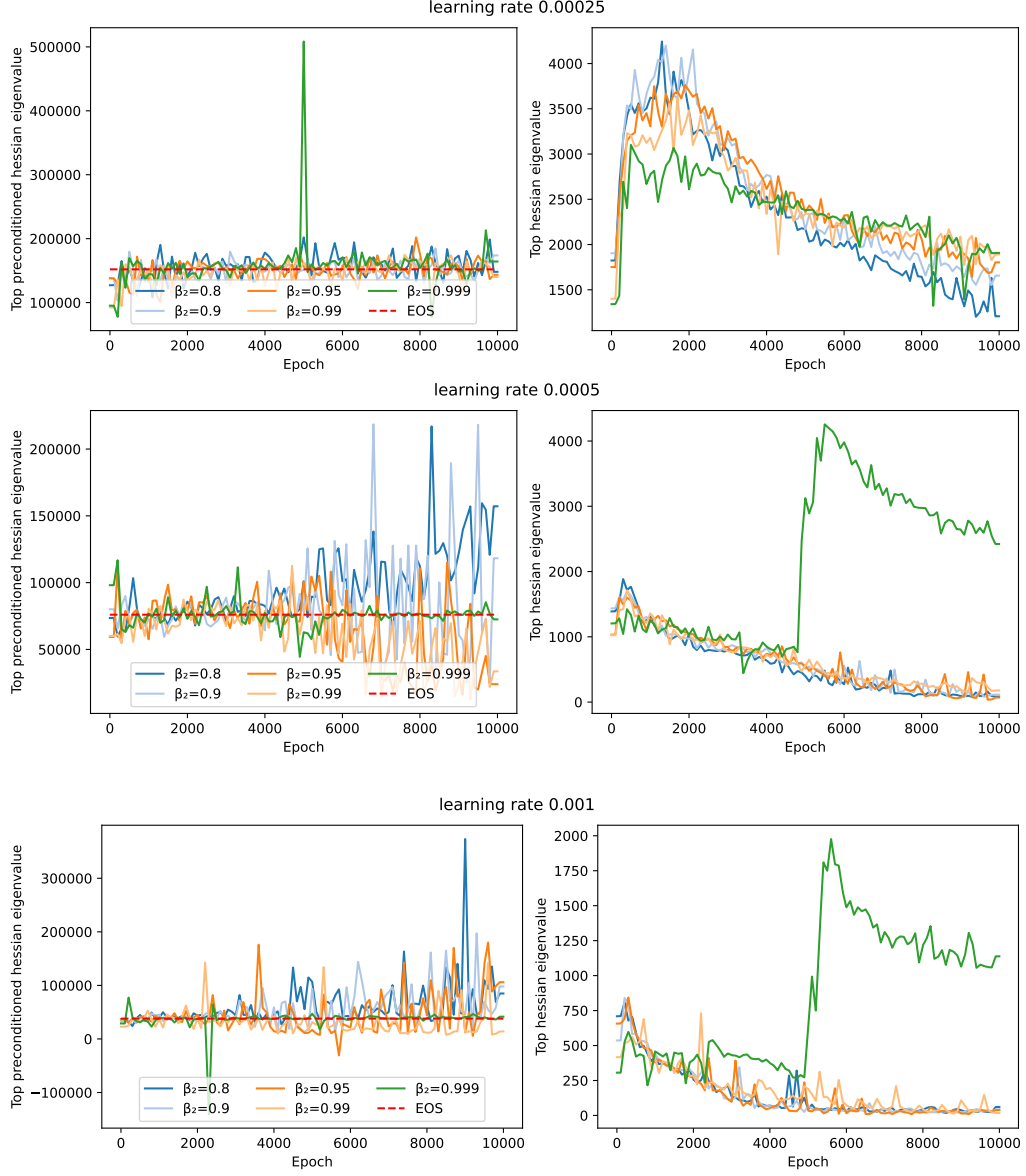 learning rate 0.00025
Top preconditioned hessian eigenvalue
500000
400000
300000
200000
100000
β₂=0.8 β₂=0.95 β₂=0.999
β₂=0.9 β₂=0.99 EOS
0 2000 4000 6000 8000 10000
Epoch
Top hessian eigenvalue
4000
3500
3000
2500
2000
1500
0 2000 4000 6000 8000 10000
Epoch
learning rate 0.0005
Top preconditioned hessian eigenvalue
200000
150000
100000
50000
β₂=0.8 β₂=0.95 β₂=0.999
β₂=0.9 β₂=0.99 EOS
0 2000 4000 6000 8000 10000
Epoch
Top hessian eigenvalue
4000
3000
2000
1000
0
0 2000 4000 6000 8000 10000
Epoch
learning rate 0.001
Top preconditioned hessian eigenvalue
300000
200000
100000
0
−100000
β₂=0.8 β₂=0.95 β₂=0.999
β₂=0.9 β₂=0.99 EOS
0 2000 4000 6000 8000 10000
Epoch
Top hessian eigenvalue
2000
1750
1500
1250
1000
750
500
250
0
0 2000 4000 6000 8000 10000
Epoch